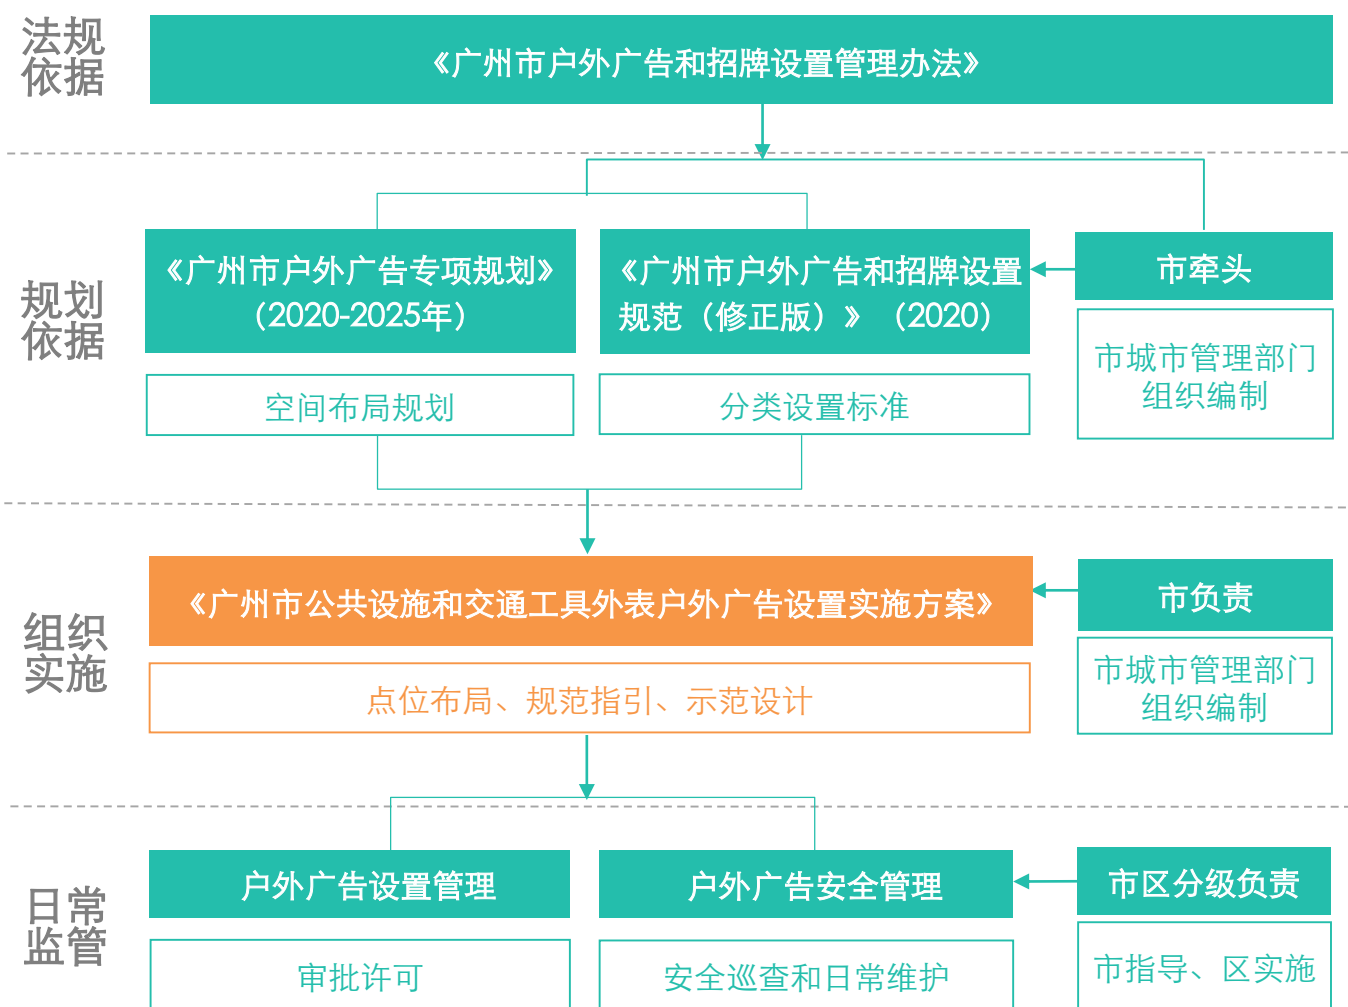 法规
依据
《广州市户外广告和招牌设置管理办法》
规划
依据
《广州市户外广告专项规划》
（2020-2025年）
空间布局规划
《广州市户外广告和招牌设置
规范（修正版）》（2020）
分类设置标准
市牵头
市城市管理部门
组织编制
组织
实施
《广州市公共设施和交通工具外表户外广告设置实施方案》
点位布局、规范指引、示范设计
市负责
市城市管理部门
组织编制
日常
监管
户外广告设置管理
审批许可
户外广告安全管理
安全巡查和日常维护
市区分级负责
市指导、区实施